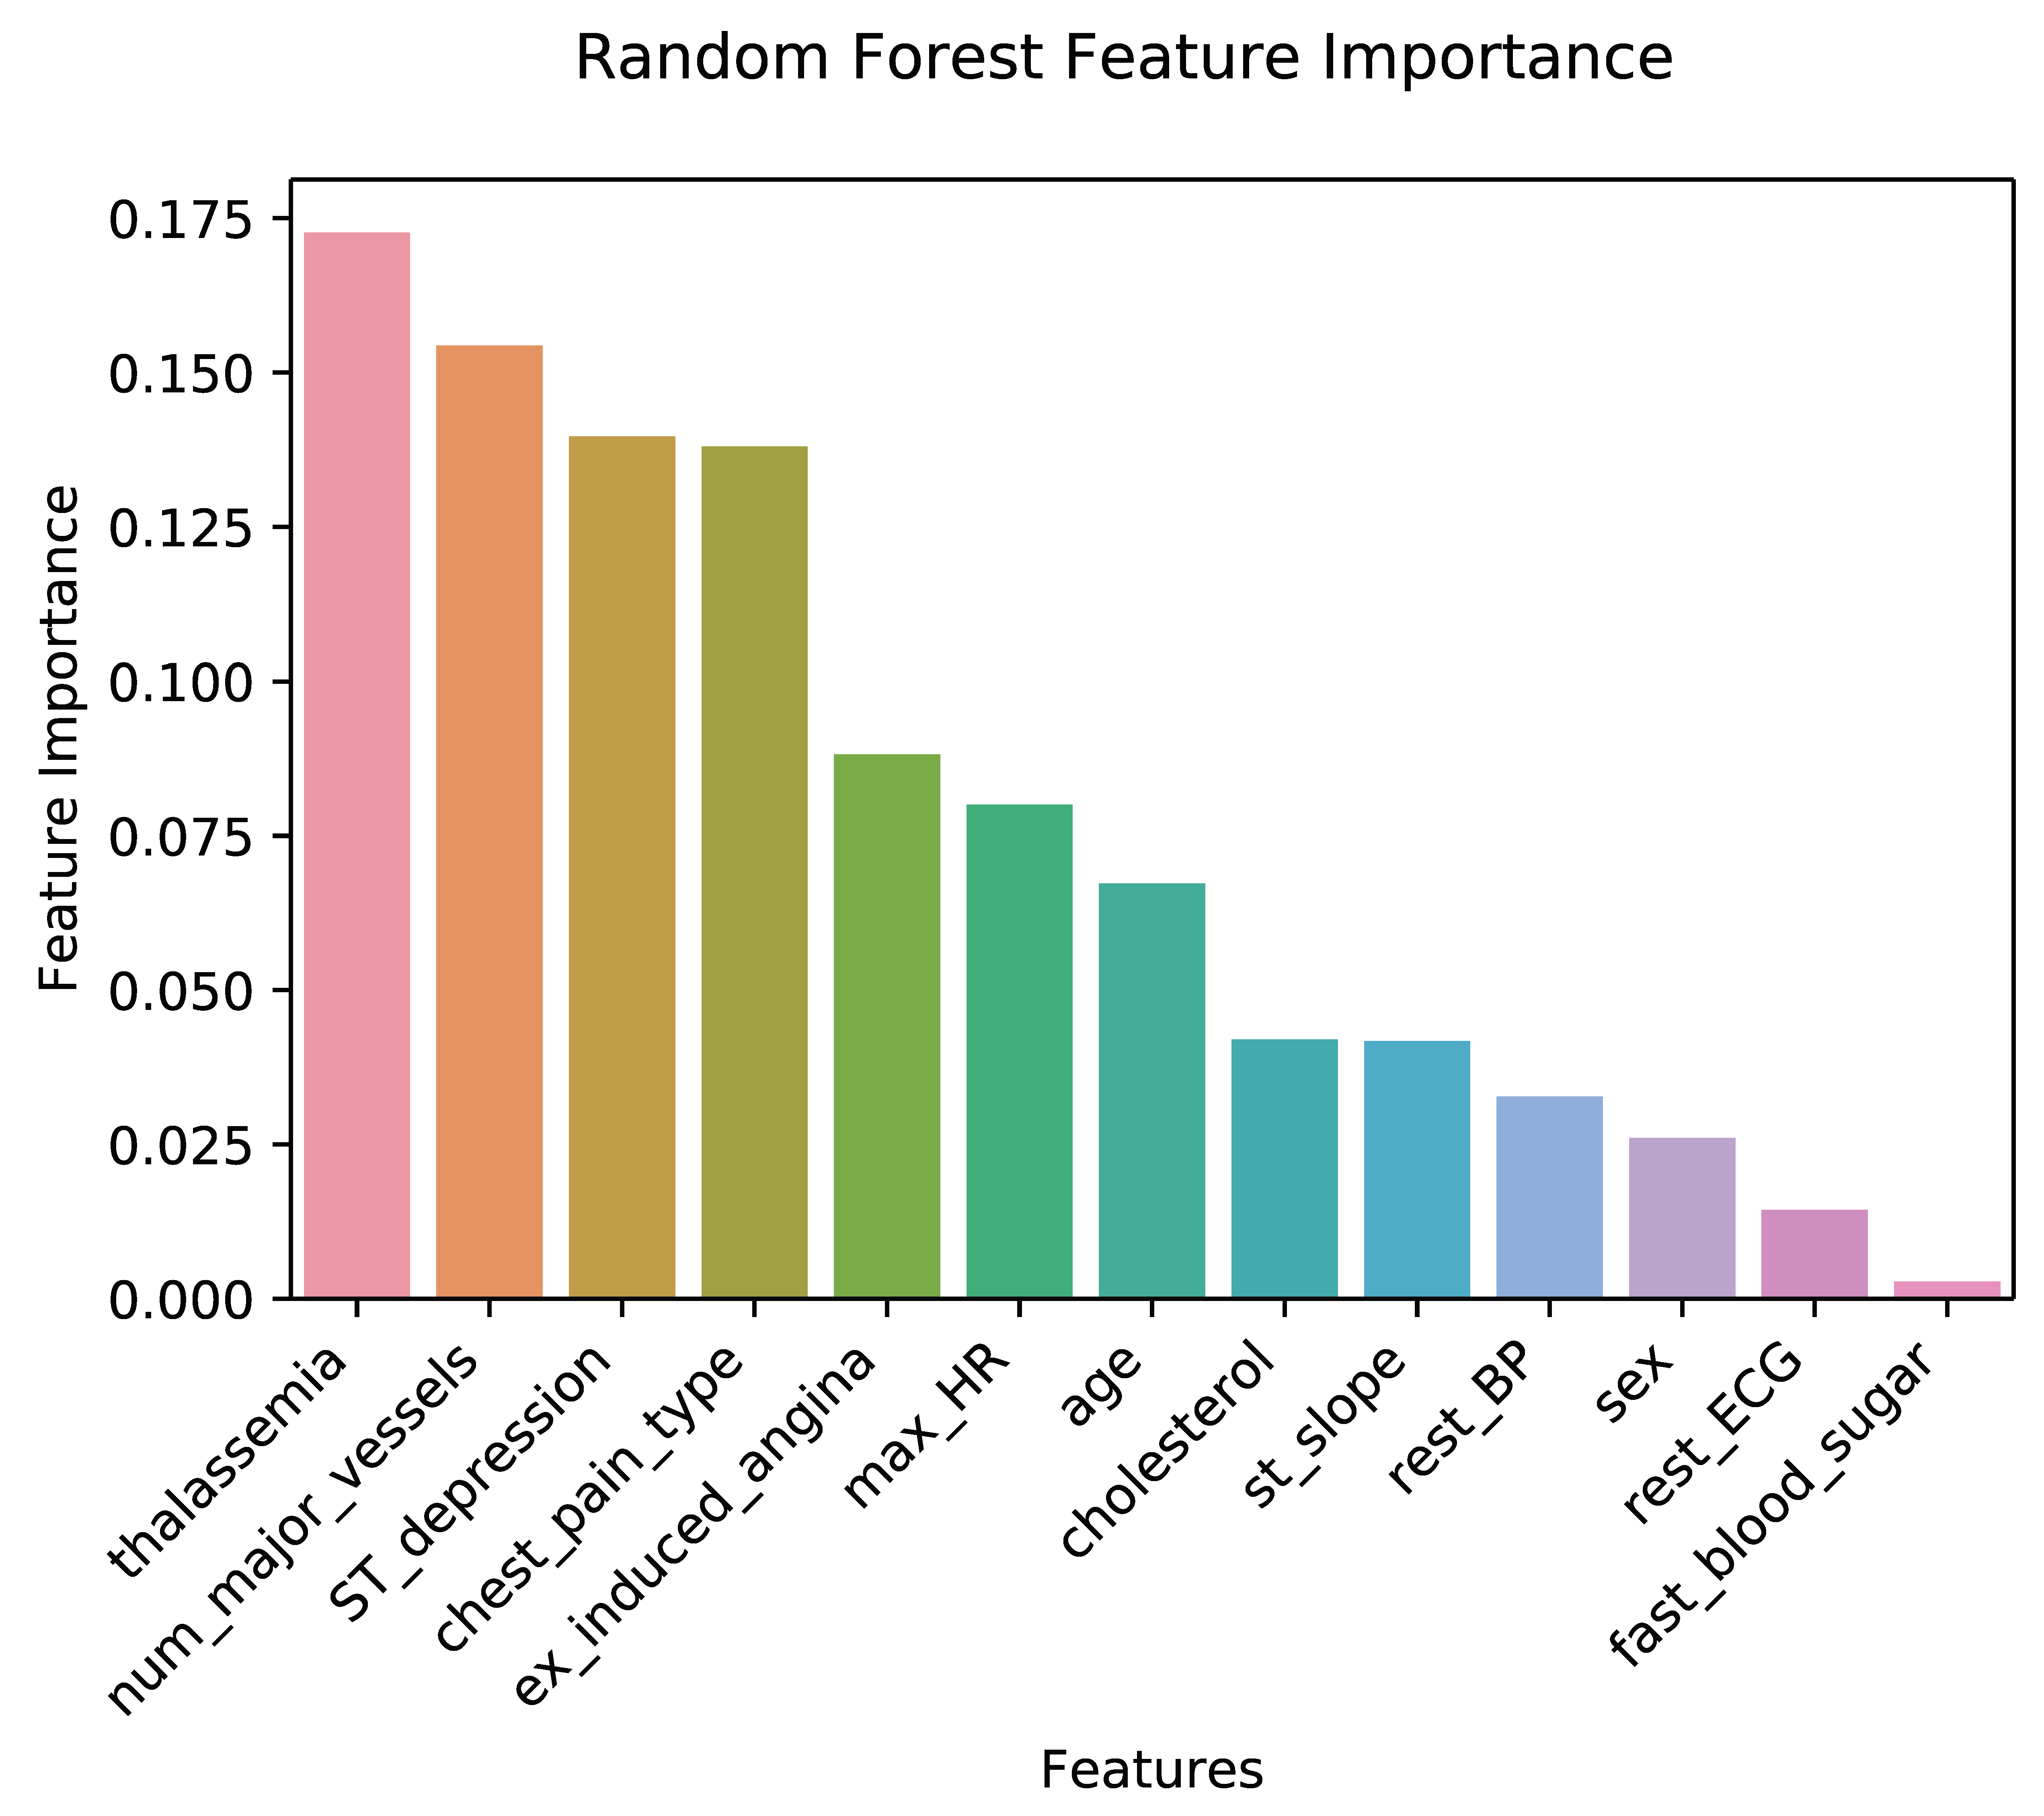 Random Forest Feature Importance
Feature Importance
0.175
0.150
0.125
0.100
0.075
0.050
0.025
0.000
thalassemia
num_major_vessels
ST_depression
chest_pain_type
ex_induced_angina
max_HR
age
cholesterol
st_slope
rest_BP
sex
rest_ECG
fast_blood_sugar
Features